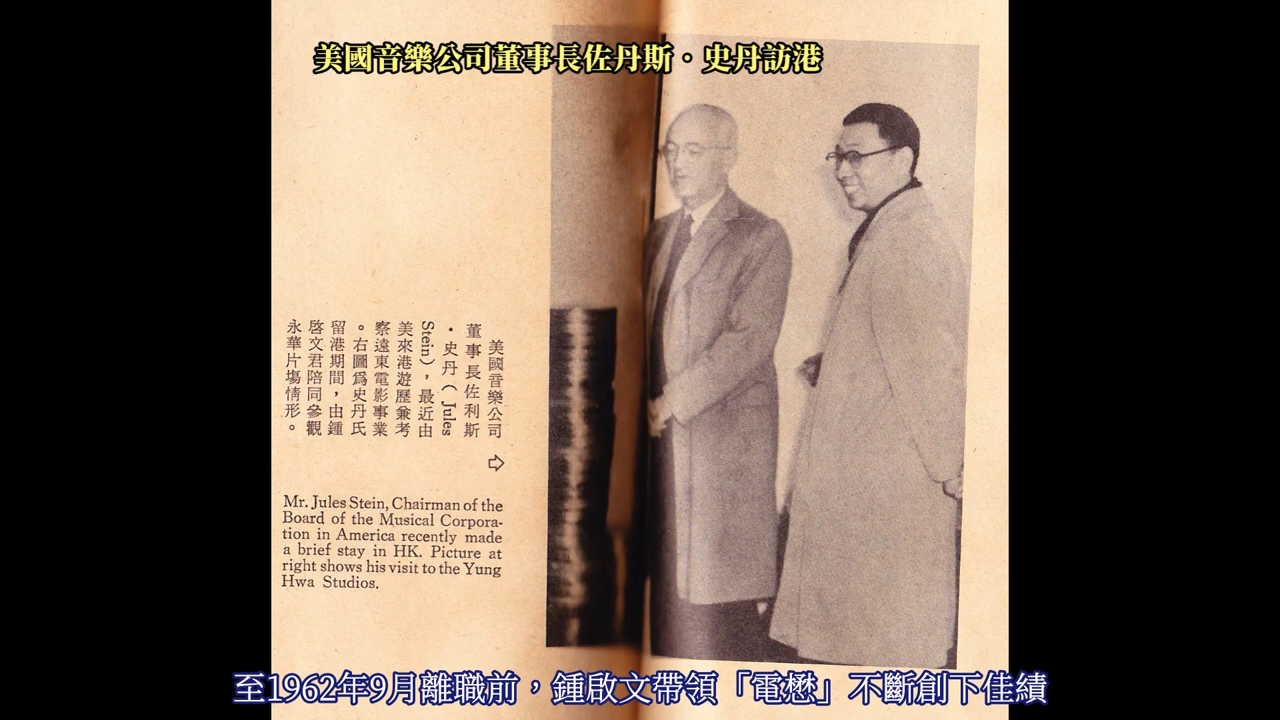 美國音樂公司董事長佐丹斯・史丹訪港
美國音樂公司
董事長佐利斯
・史丹（Jules
Stein），最近由
美來港遊歷兼考
察遠東電影事業
。右圖爲史丹氏
留港期間，由鍾
啓文君陪同參觀
永華片塲情形。
⇨
Mr. Jules Stein, Chairman of the
Board of the Musical Corpora-
tion in America recently made
a brief stay in HK. Picture at
right shows his visit to the Yung
Hwa Studios.
至1962年9月離職前，鍾啟文帶領「電懋」不斷創下佳績